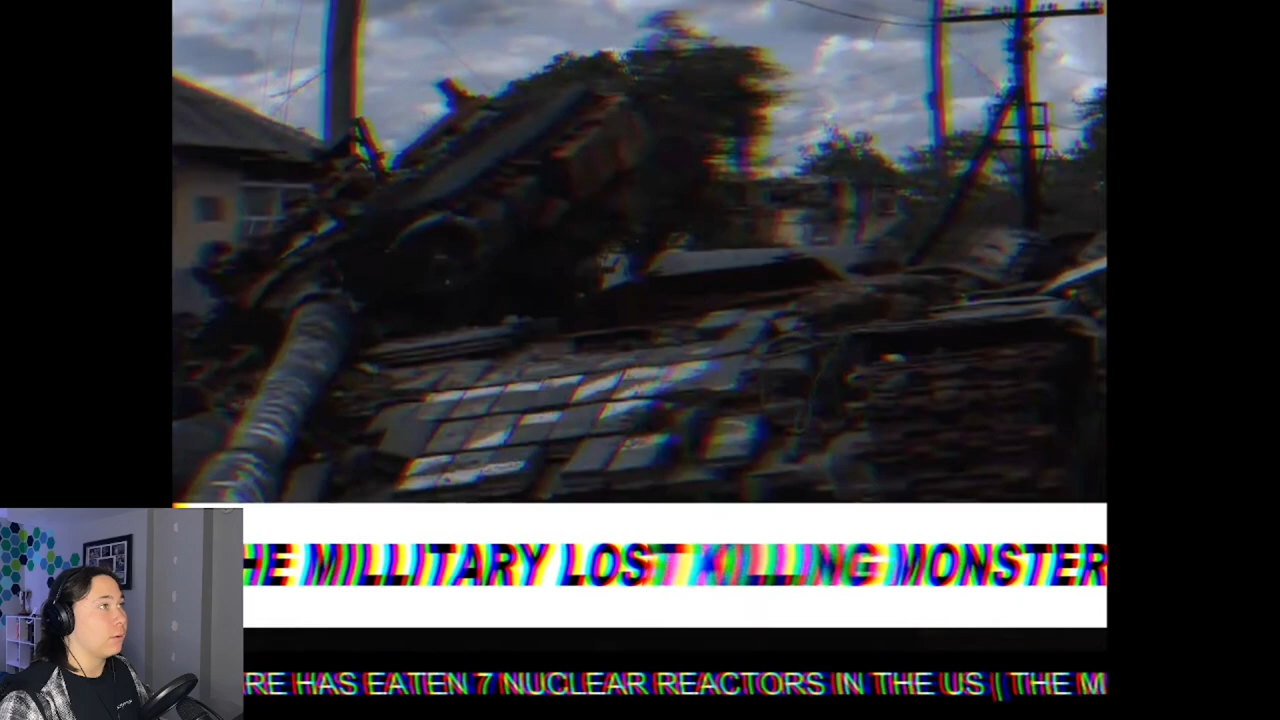 HE MILLITARY LOST KILLING MONSTER
RE HAS EATEN 7 NUCLEAR REACTORS IN THE US | THE M